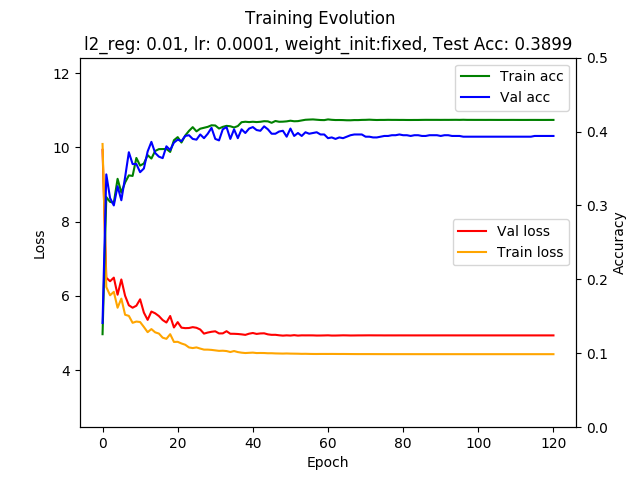 Training Evolution
l2_reg: 0.01, lr: 0.0001, weight_init:fixed, Test Acc: 0.3899
12
10
8
6
4
Loss
0.5
0.4
0.3
0.2
0.1
0.0
Accuracy
Train acc
Val acc
Val loss
Train loss
0 20 40 60 80 100 120
Epoch